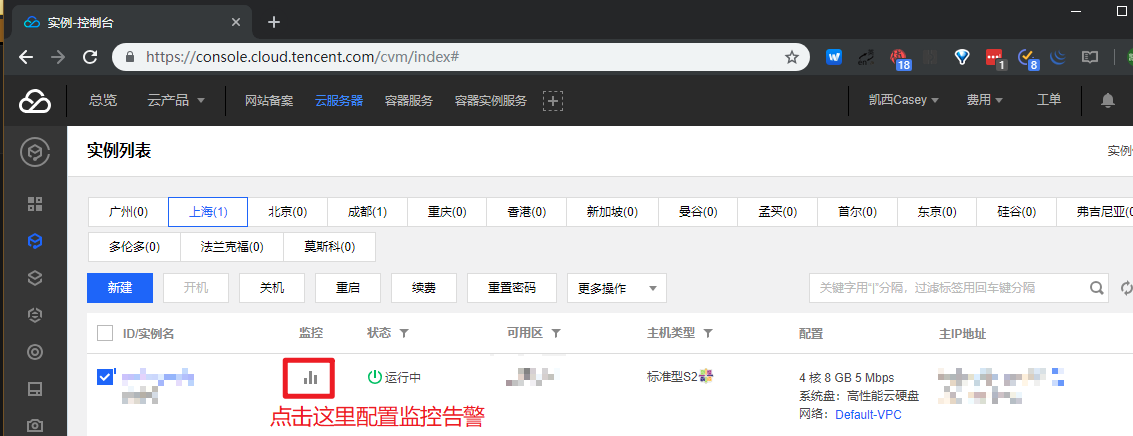 实例-控制台
https://console.cloud.tencent.com/cvm/index#
18
1
8
总览 云产品 网站备案 云服务器 容器服务 容器实例服务 凯西Casey 费用 工单
实例列表
广州(0) 上海(1) 北京(0) 成都(1) 重庆(0) 香港(0) 新加坡(0) 曼谷(0) 孟买(0) 首尔(0) 东京(0) 硅谷(0) 弗吉尼亚(0
多伦多(0) 法兰克福(0) 莫斯科(0)
新建 开机 关机 重启 续费 重置密码 更多操作 关键字用"|"分隔，过滤标签用回车键分隔
ID/实例名 监控 状态 可用区 主机类型 配置 主IP地址
运行中 标准型S2 4 核 8 GB 5 Mbps
系统盘：高性能云硬盘
网络：Default-VPC
点击这里配置监控告警